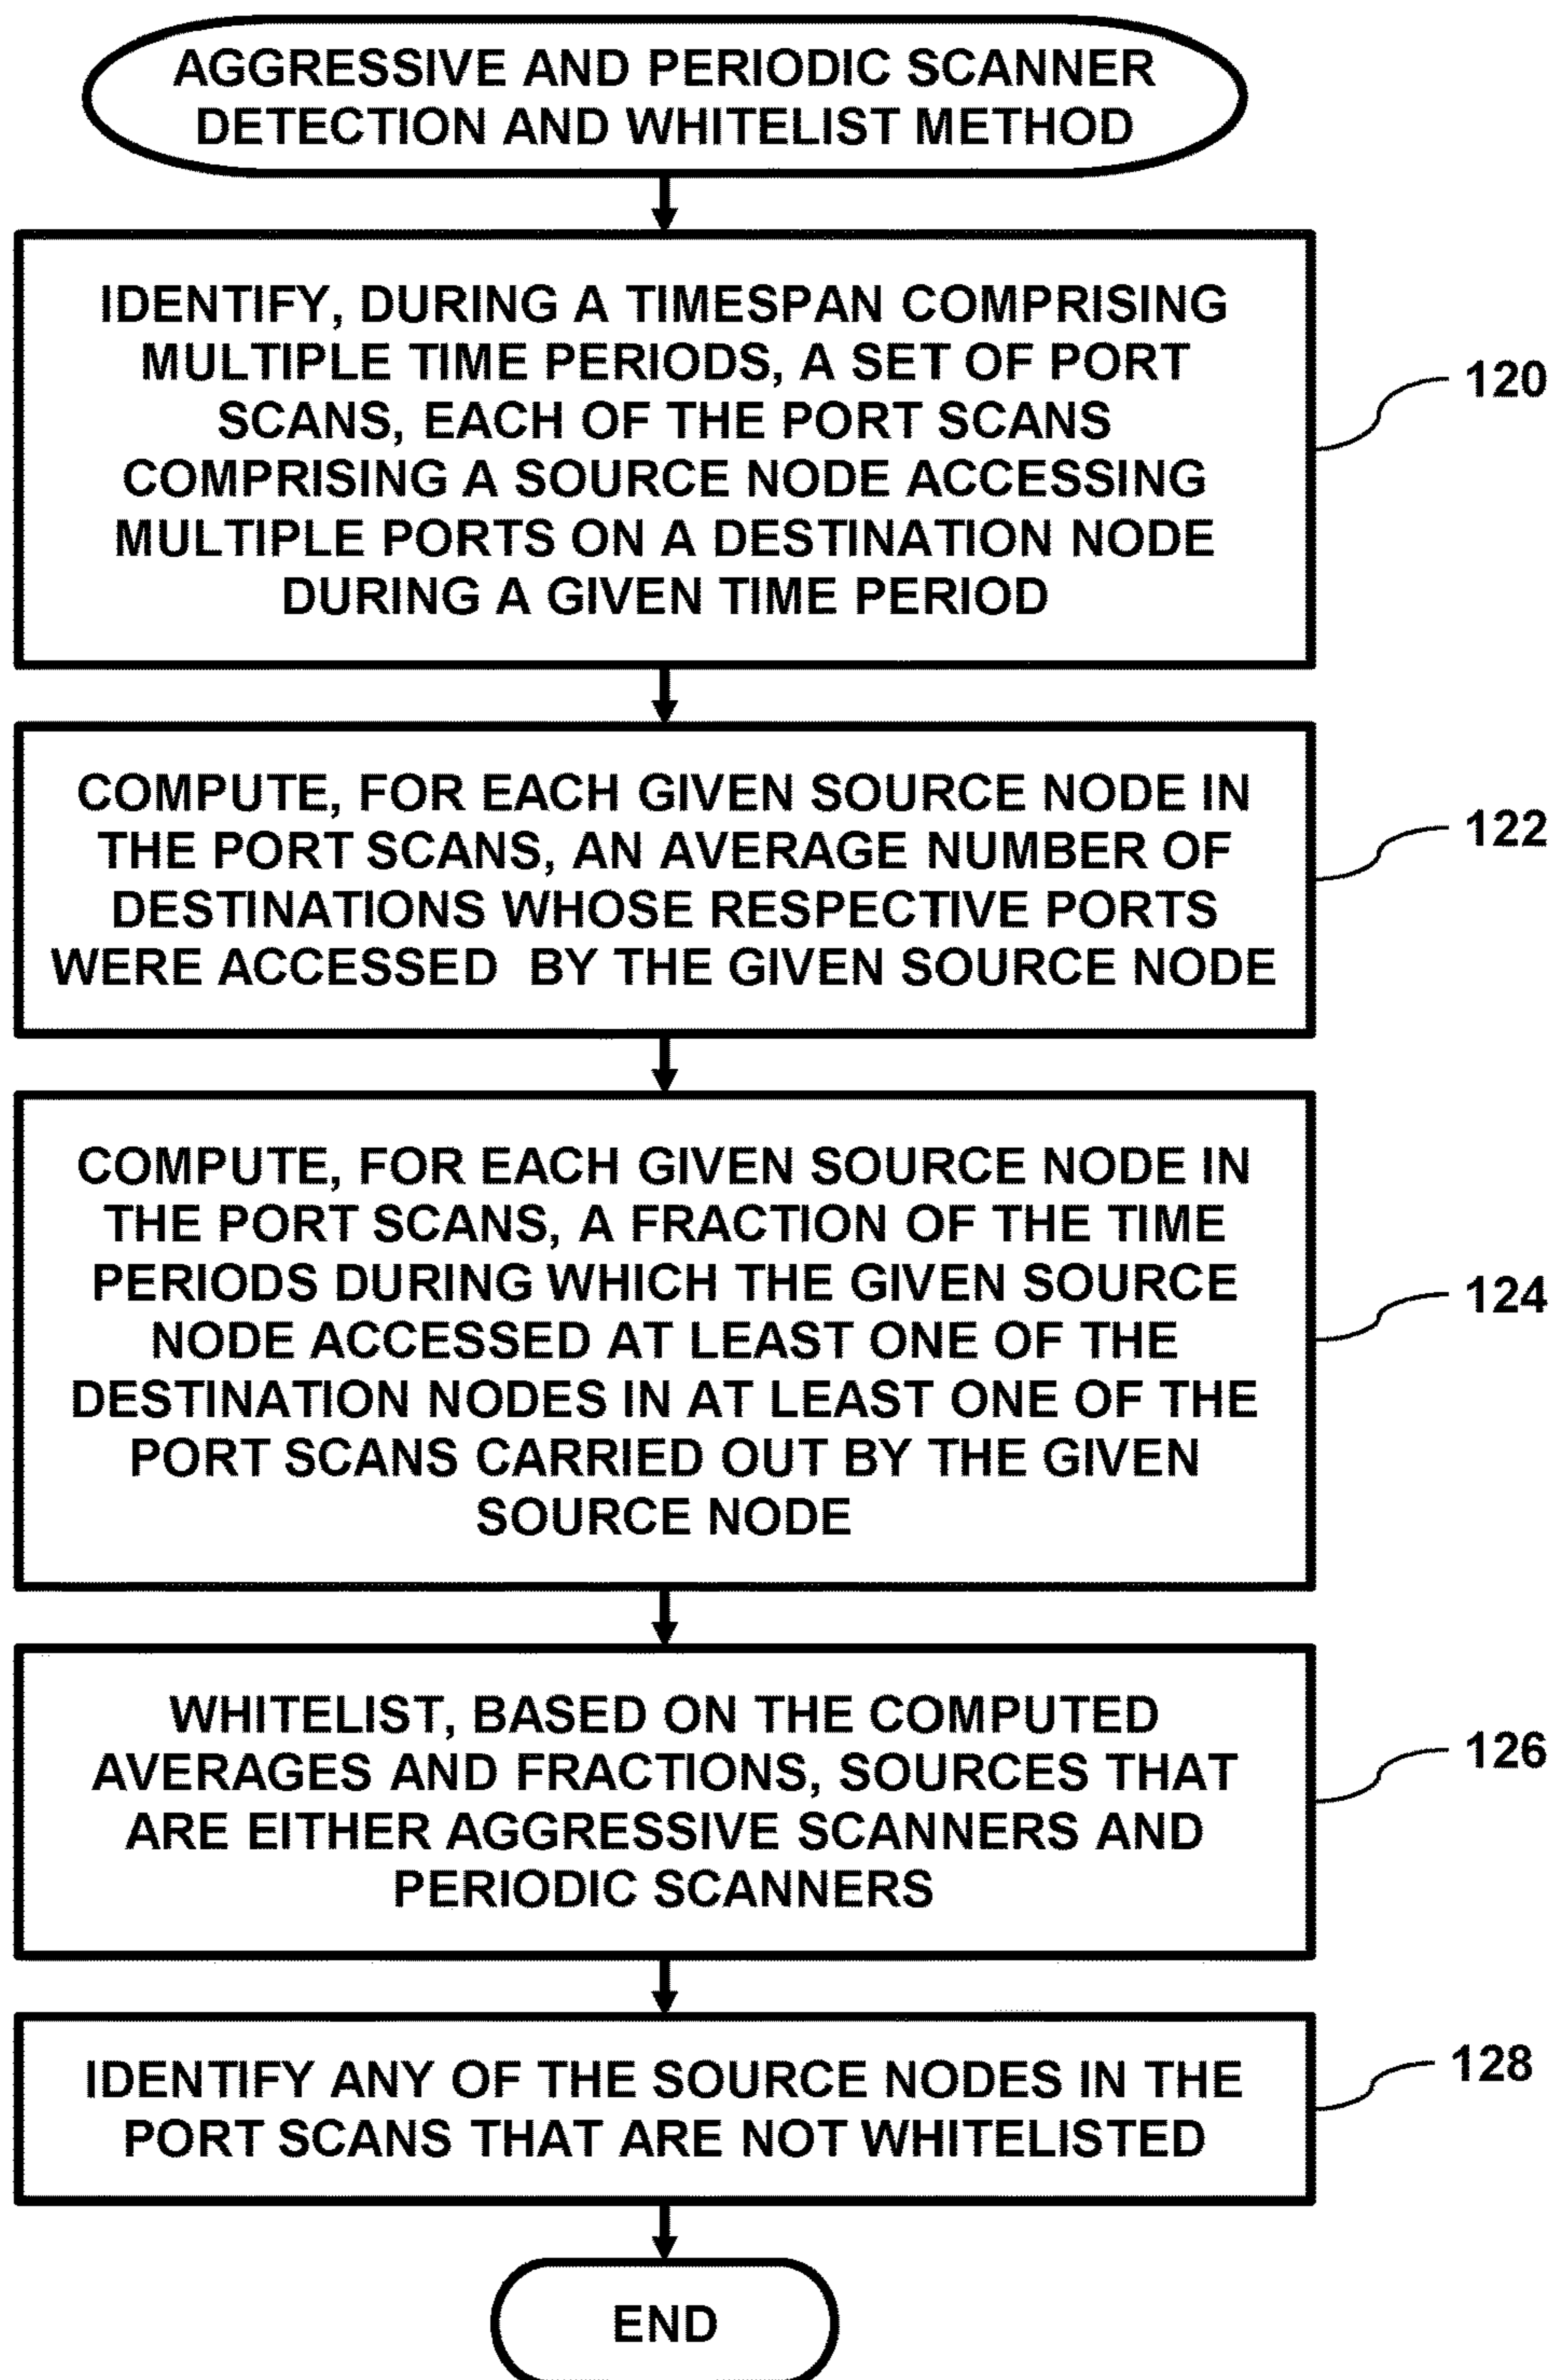 AGGRESSIVE AND PERIODIC SCANNER
DETECTION AND WHITELIST METHOD
IDENTIFY, DURING A TIMESPAN COMPRISING
MULTIPLE TIME PERIODS, A SET OF PORT
SCANS, EACH OF THE PORT SCANS
COMPRISING A SOURCE NODE ACCESSING
MULTIPLE PORTS ON A DESTINATION NODE
DURING A GIVEN TIME PERIOD
120
COMPUTE, FOR EACH GIVEN SOURCE NODE IN
THE PORT SCANS, AN AVERAGE NUMBER OF
DESTINATIONS WHOSE RESPECTIVE PORTS
WERE ACCESSED BY THE GIVEN SOURCE NODE
122
COMPUTE, FOR EACH GIVEN SOURCE NODE IN
THE PORT SCANS, A FRACTION OF THE TIME
PERIODS DURING WHICH THE GIVEN SOURCE
NODE ACCESSED AT LEAST ONE OF THE
DESTINATION NODES IN AT LEAST ONE OF THE
PORT SCANS CARRIED OUT BY THE GIVEN
SOURCE NODE
124
WHITELIST, BASED ON THE COMPUTED
AVERAGES AND FRACTIONS, SOURCES THAT
ARE EITHER AGGRESSIVE SCANNERS AND
PERIODIC SCANNERS
126
IDENTIFY ANY OF THE SOURCE NODES IN THE
PORT SCANS THAT ARE NOT WHITELISTED
128
END